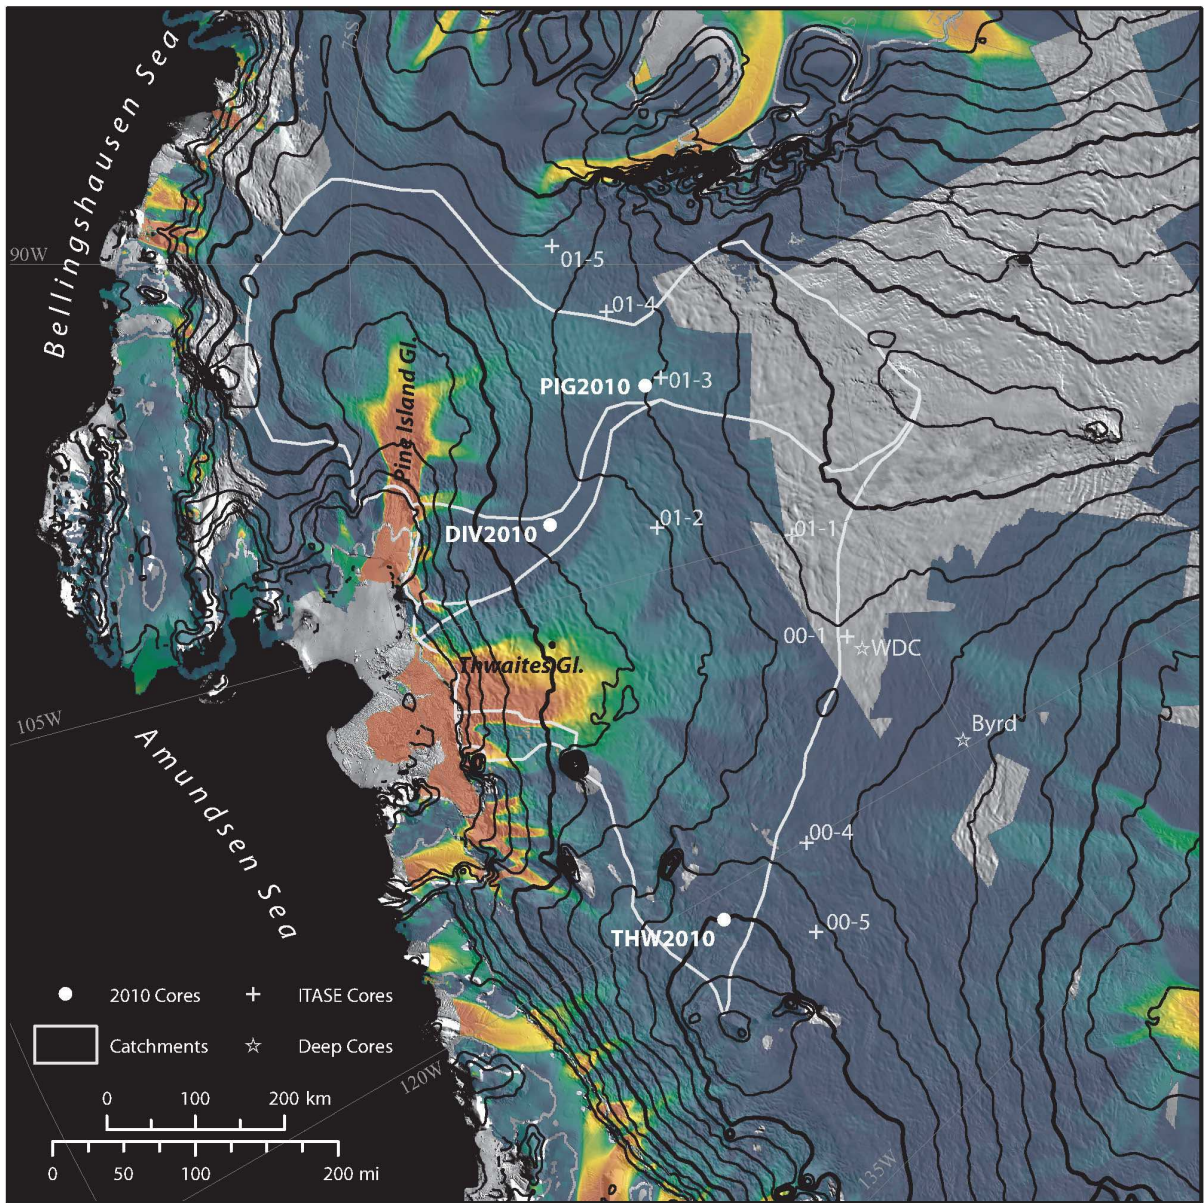 Bellingshausen Sea
75S
80S
90W
01-5
01-4
PIG2010
01-3
Pine Island Gl.
DIV2010
01-2
01-1
00-1
WDC
Thwaites Gl.
105W
Byrd
Amundsen Sea
00-4
00-5
THW2010
2010 Cores
ITASE Cores
Catchments
Deep Cores
120W
0 100 200 km
0 50 100 200 mi
135W